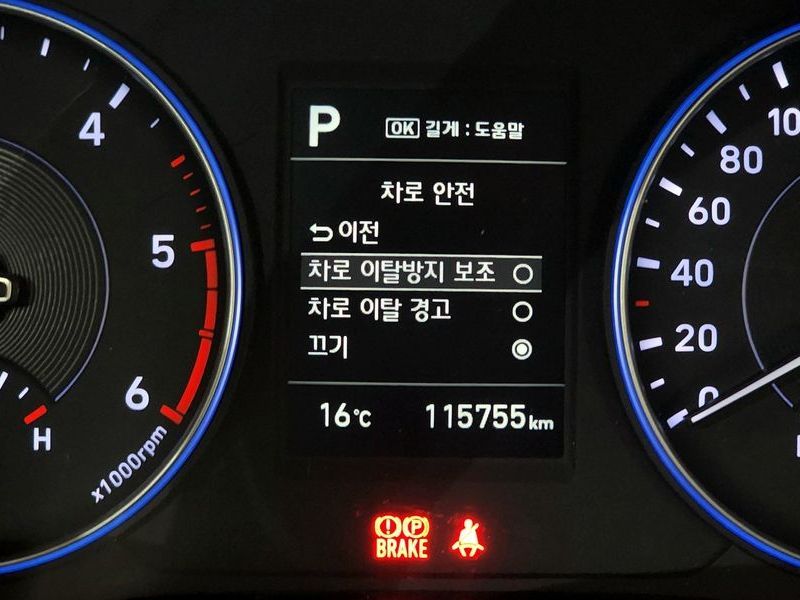 P OK 길게 : 도움말
차로 안전
이전
차로 이탈방지 보조
차로 이탈 경고
끄기
16℃ 115755km
4
5
6
H
x1000rpm
100
80
60
40
20
0
(!) (P)
BRAKE